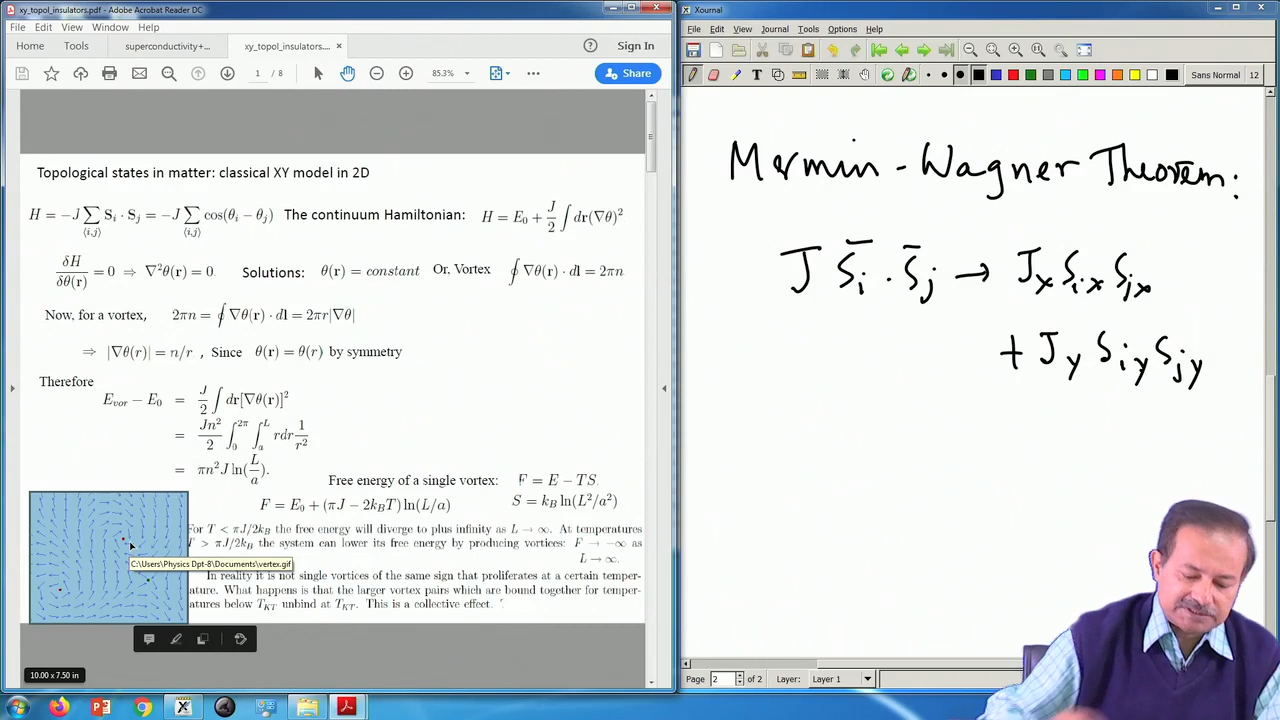 xy_topol_insulators.pdf - Adobe Acrobat Reader DC
File Edit View Window Help
Home Tools superconductivity+... xy_topol_insulators.... × Sign In
1 / 8 83.3% Share
Topological states in matter: classical XY model in 2D
H = −J ∑⟨i,j⟩ S_i · S_j = −J ∑⟨i,j⟩ cos(θ_i − θ_j) The continuum Hamiltonian: H = E_0 + J/2 ∫ dr(∇θ)²
δH/δθ(r) = 0 ⇒ ∇²θ(r) = 0. Solutions: θ(r) = constant Or, Vortex ∮ ∇θ(r) · dl = 2πn
Now, for a vortex, 2πn = ∮ ∇θ(r) · dl = 2πr|∇θ|
⇒ |∇θ(r)| = n/r , Since θ(r) = θ(r) by symmetry
Therefore
E_vor − E_0 = J/2 ∫ dr[∇θ(r)]²
= Jn²/2 ∫_0^{2π} ∫_a^L rdr 1/r²
= πn²J ln(L/a).
Free energy of a single vortex: F = E − TS.
F = E_0 + (πJ − 2k_BT) ln(L/a) S = k_B ln(L²/a²)
For T < πJ/2k_B the free energy will diverge to plus infinity as L → ∞. At temperatures
T > πJ/2k_B the system can lower its free energy by producing vortices: F → −∞ as
L → ∞.
C:\Users\Physics Dpt-8\Documents\vertex.gif
In reality it is not single vortices of the same sign that proliferates at a certain temper-
ature. What happens is that the larger vortex pairs which are bound together for temper-
atures below T_KT unbind at T_KT. This is a collective effect.
10.00 x 7.50 in
Xournal
File Edit View Journal Tools Options Help
Sans Normal 12
Mermin - Wagner Theorem:
J S̄_i · S̄_j → J_x S_ix S_jx
+ J_y S_iy S_jy
Page 2 of 2 Layer: Layer 1